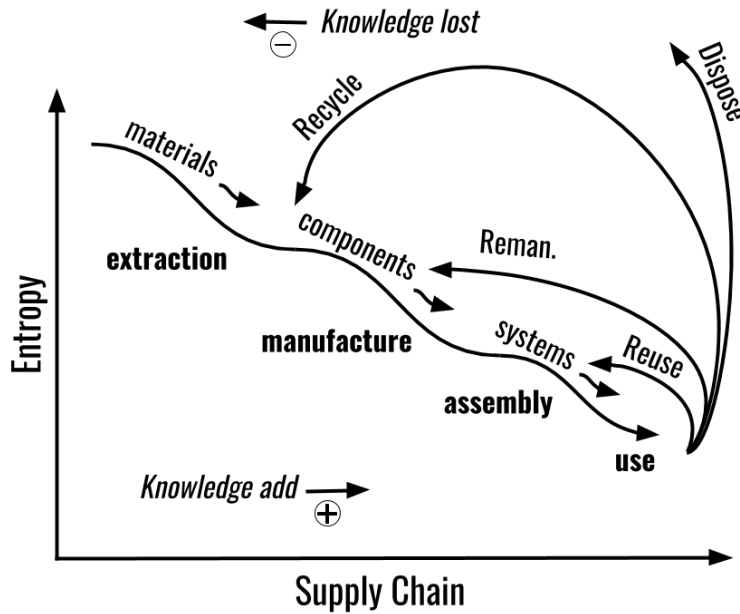 Knowledge lost
−
Dispose
Recycle
materials
extraction
components
Reman.
manufacture
systems
Reuse
assembly
use
Knowledge add
+
Entropy
Supply Chain